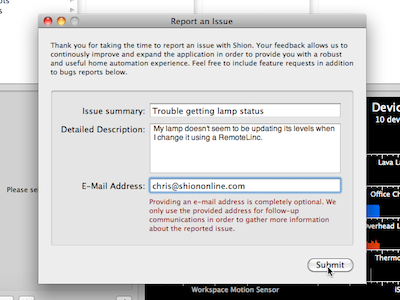 Report an Issue
Thank you for taking the time to report an issue with Shion. Your feedback allows us to
continously improve and expand the application in order to provide you with a robust
and useful home automation experience. Feel free to include feature requests in addition
to bugs reports below.
Issue summary: Trouble getting lamp status
Detailed Description: My lamp doesn't seem to be updating its levels when
I change it using a RemoteLinc.
E-Mail Address: chris@shiononline.com
Providing an e-mail address is completely optional. We
only use the provided address for follow-up
communications in order to gather more information
about the reported issue.
Submit
Please se
Devic
10 dev
Lava La
Office Ch
Hall
Thermo
Workspace Motion Sensor